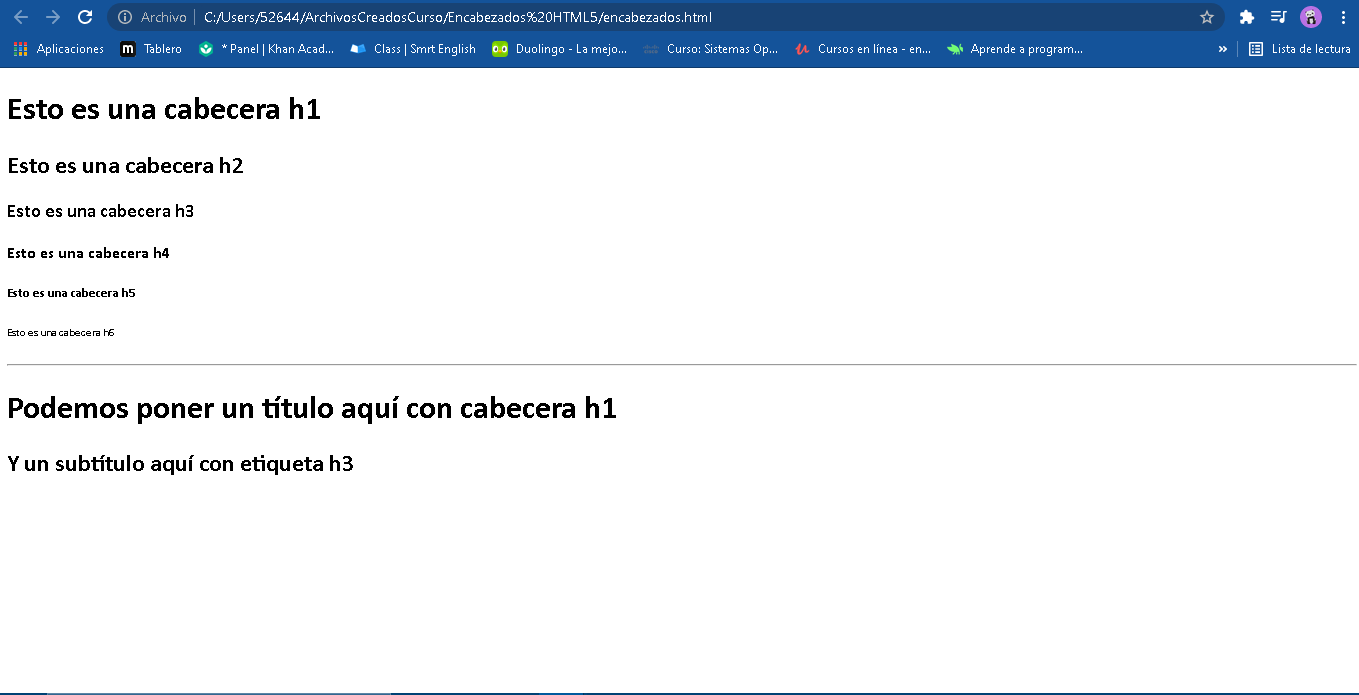 Archivo C:/Users/52644/ArchivosCreadosCurso/Encabezados%20HTML5/encabezados.html
Aplicaciones m Tablero * Panel | Khan Acad... Class | Smrt English Duolingo - La mejo... Curso: Sistemas Op... Cursos en línea - en... Aprende a program... » Lista de lectura
Esto es una cabecera h1
Esto es una cabecera h2
Esto es una cabecera h3
Esto es una cabecera h4
Esto es una cabecera h5
Esto es una cabecera h6
Podemos poner un título aquí con cabecera h1
Y un subtítulo aquí con etiqueta h3